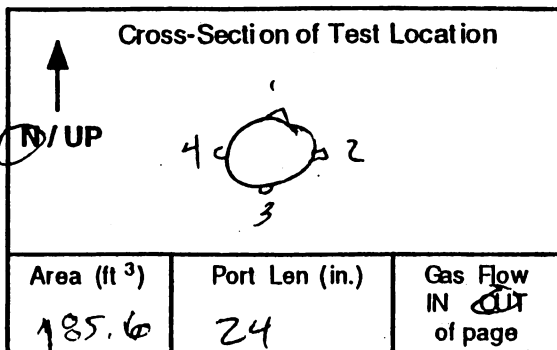 Cross-Section of Test Location
N / UP
1
4 2
3
Area (ft 3) Port Len (in.) Gas Flow
IN OUT
185.6 24 of page